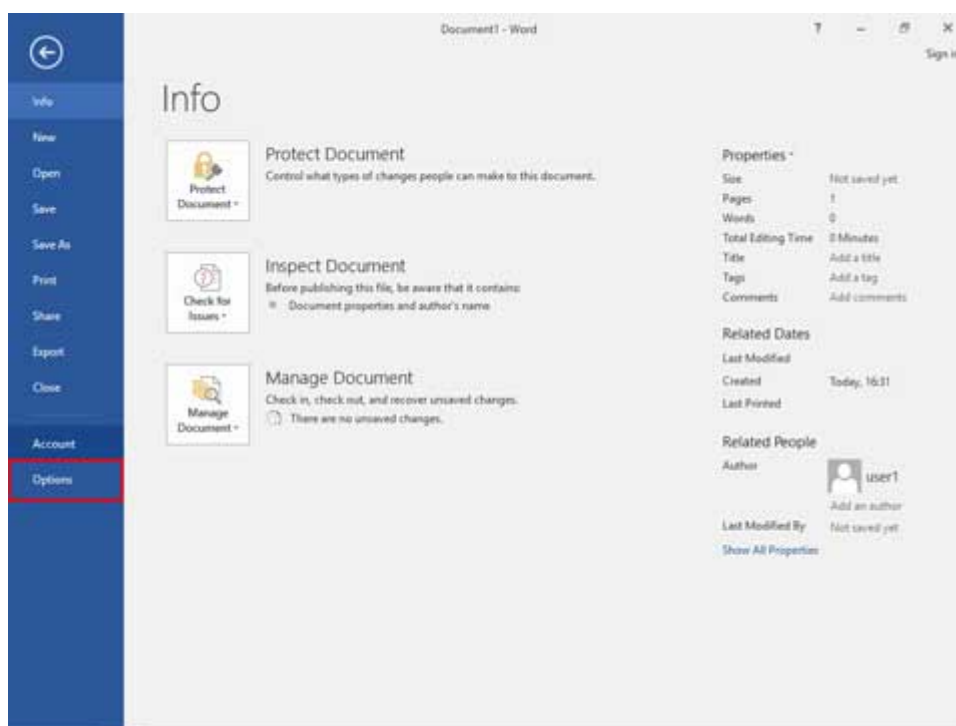 Document1 - Word
?
Sign in
Info
New
Open
Save
Save As
Print
Share
Export
Close
Account
Options
Info
Protect Document
Protect Document
Control what types of changes people can make to this document.
Check for Issues
Inspect Document
Before publishing this file, be aware that it contains:
Document properties and author's name
Manage Document
Manage Document
Check in, check out, and recover unsaved changes.
There are no unsaved changes.
Properties
Size Not saved yet
Pages 1
Words 0
Total Editing Time 0 Minutes
Title Add a title
Tags Add a tag
Comments Add comments
Related Dates
Last Modified
Created Today, 16:31
Last Printed
Related People
Author user1
Add an author
Last Modified By Not saved yet
Show All Properties